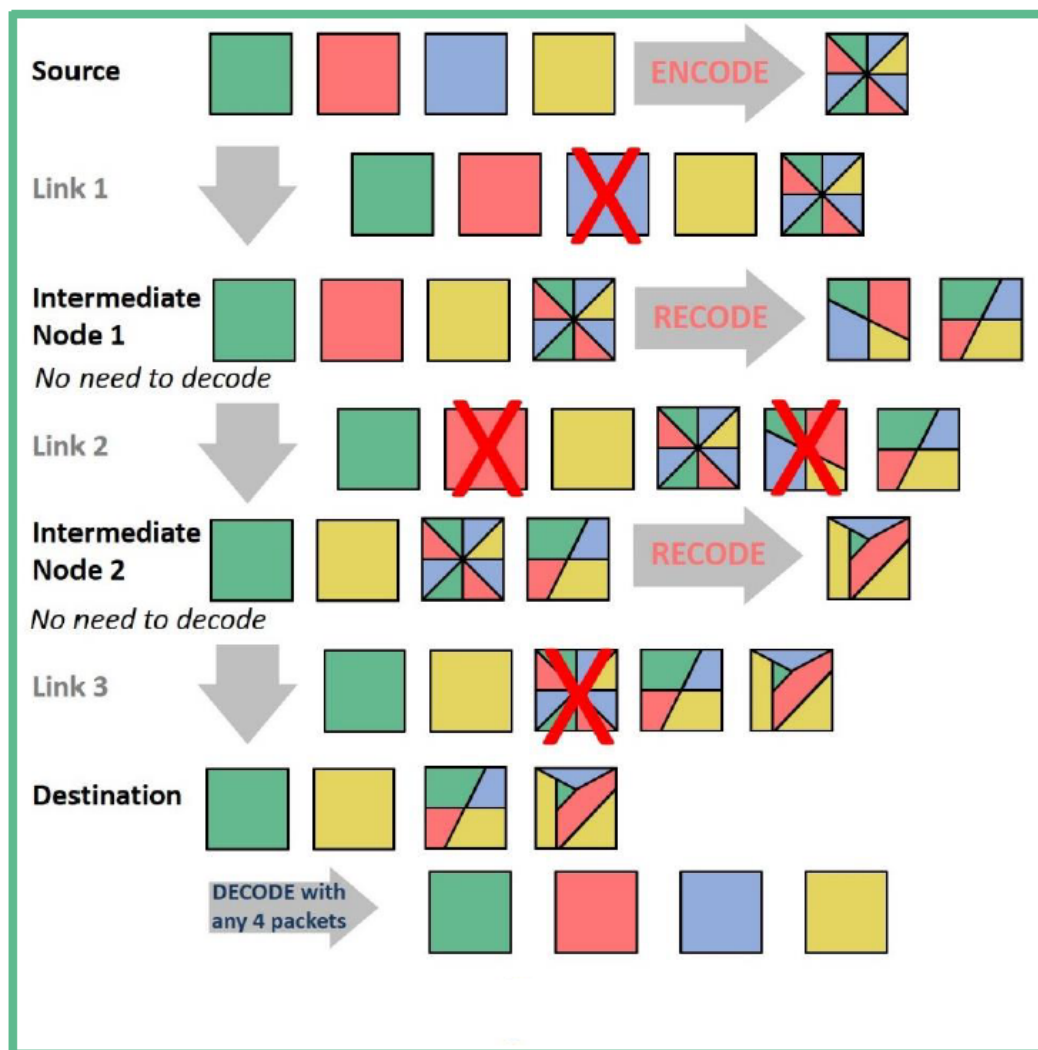 Source
ENCODE
Link 1
Intermediate
Node 1
RECODE
No need to decode
Link 2
Intermediate
Node 2
RECODE
No need to decode
Link 3
Destination
DECODE with
any 4 packets